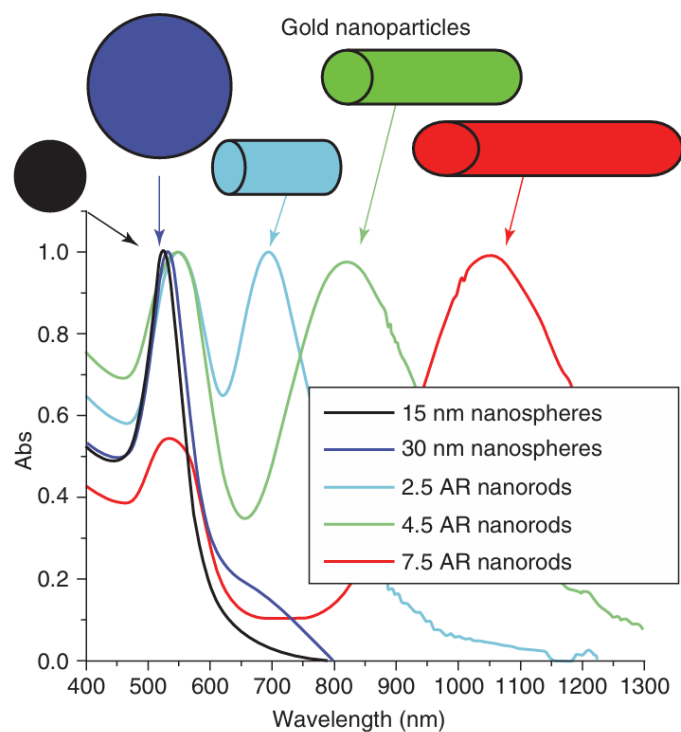 Gold nanoparticles
1.0
0.8
0.6
0.4
0.2
0.0
Abs
15 nm nanospheres
30 nm nanospheres
2.5 AR nanorods
4.5 AR nanorods
7.5 AR nanorods
400 500 600 700 800 900 1000 1100 1200 1300
Wavelength (nm)